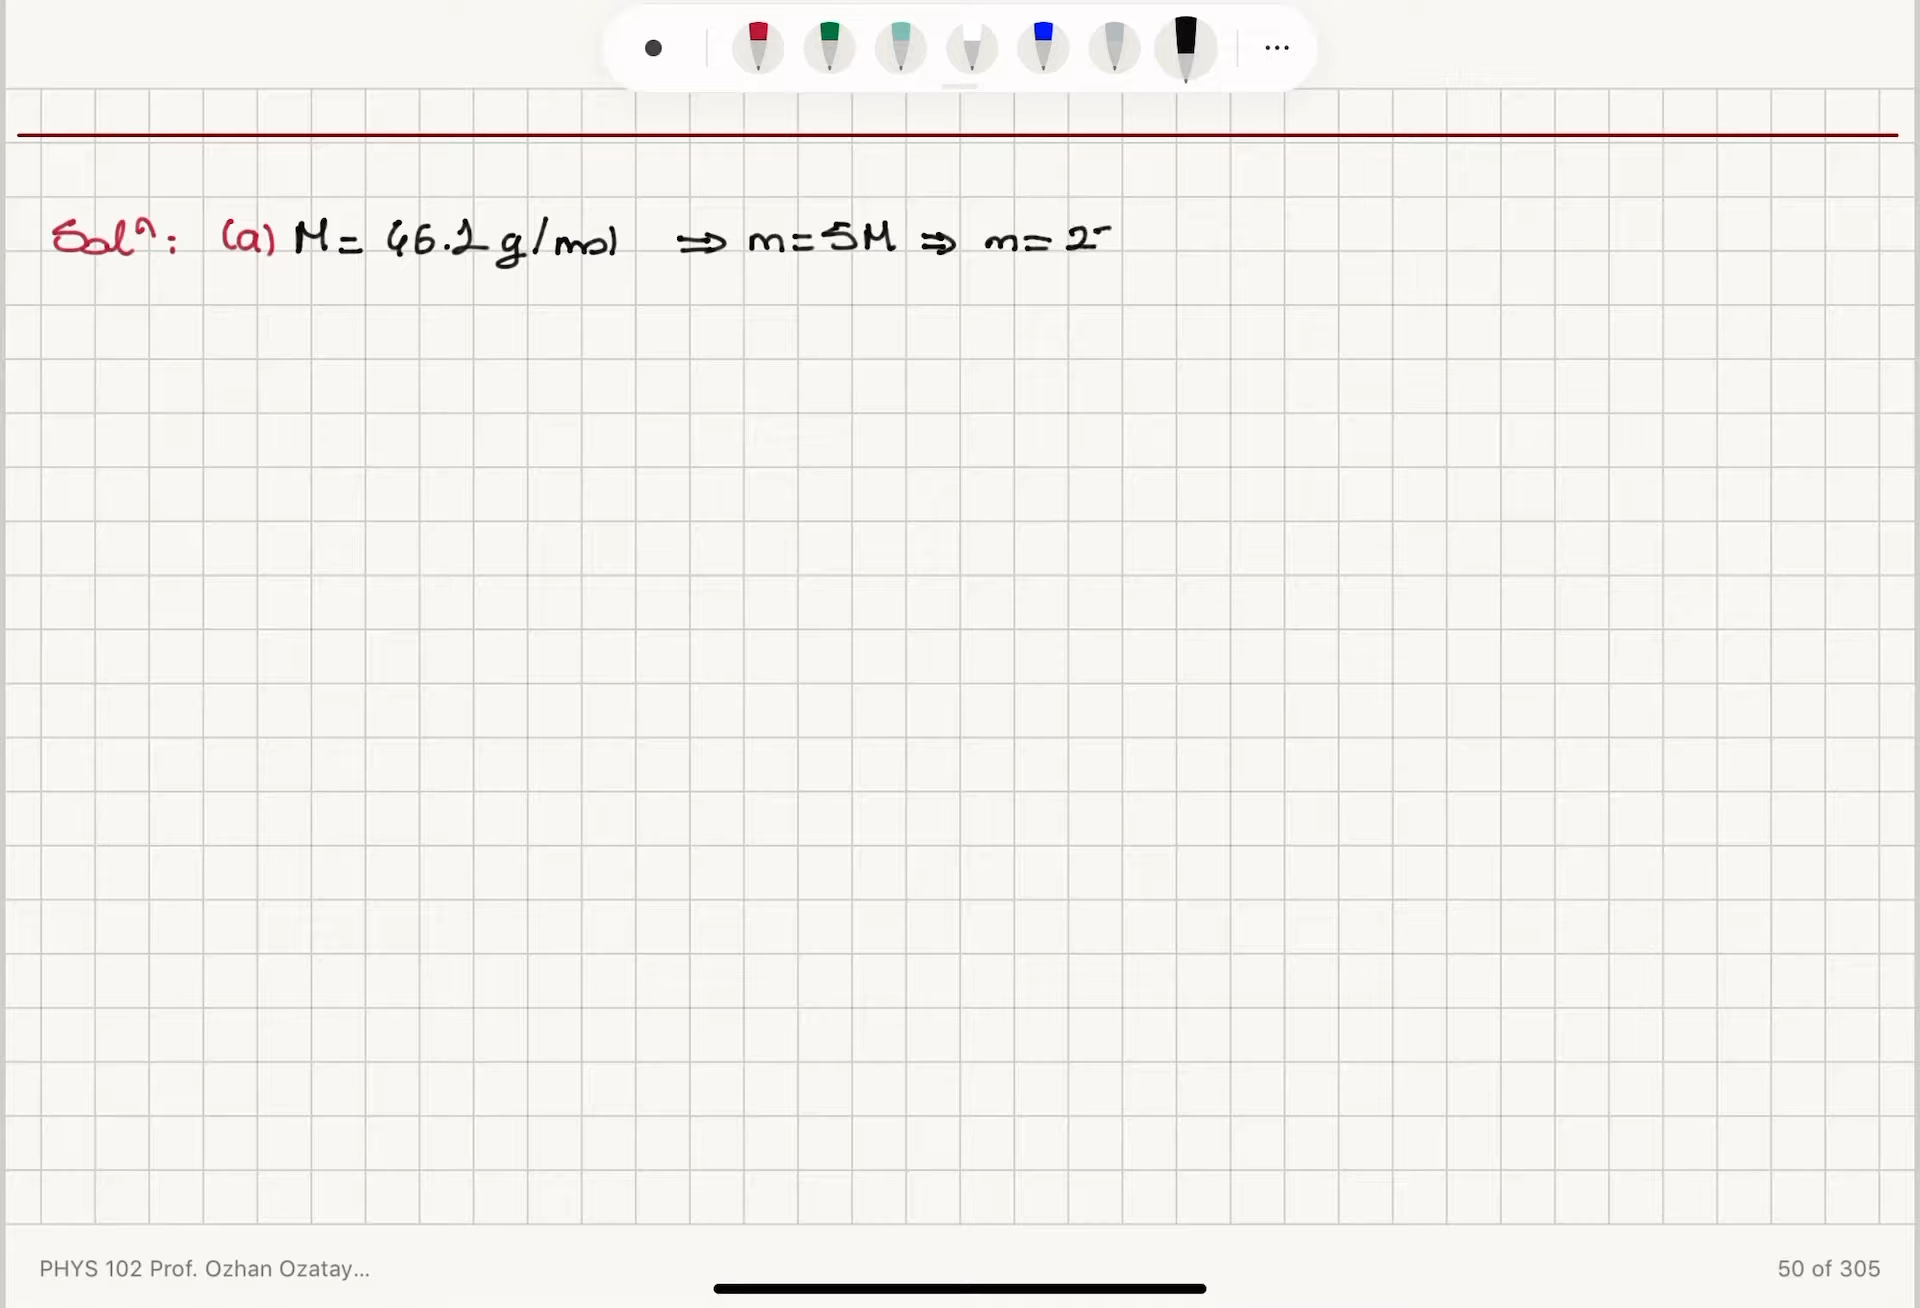 Solⁿ: (a) M = 46.1 g/mol ⇒ m = 5M ⇒ m = 2
PHYS 102 Prof. Ozhan Ozatay...
50 of 305